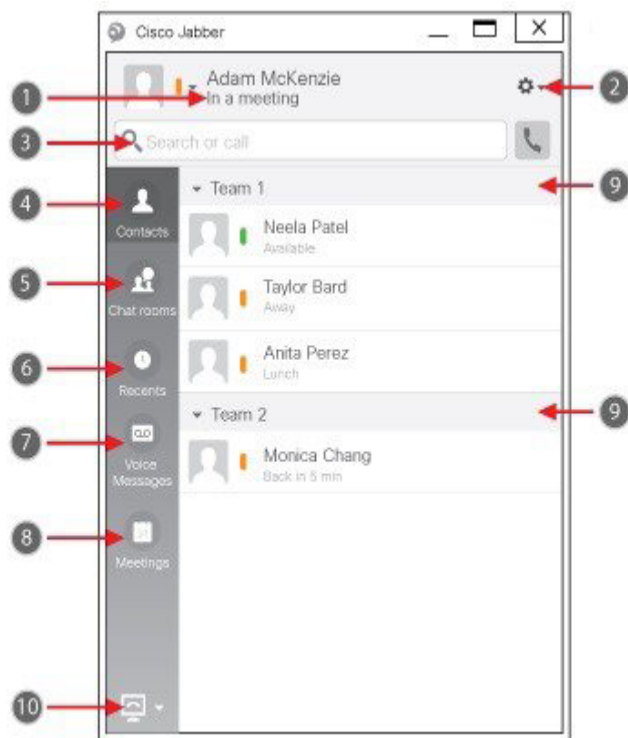 Cisco Jabber
1
Adam McKenzie
In a meeting
2
3
Search or call
4
Contacts
Team 1
9
Neela Patel
Available
5
Chat rooms
Taylor Bard
Away
6
Recents
Anita Perez
Lunch
Team 2
9
7
Voice
Messages
Monica Chang
Back in 5 min
8
Meetings
10